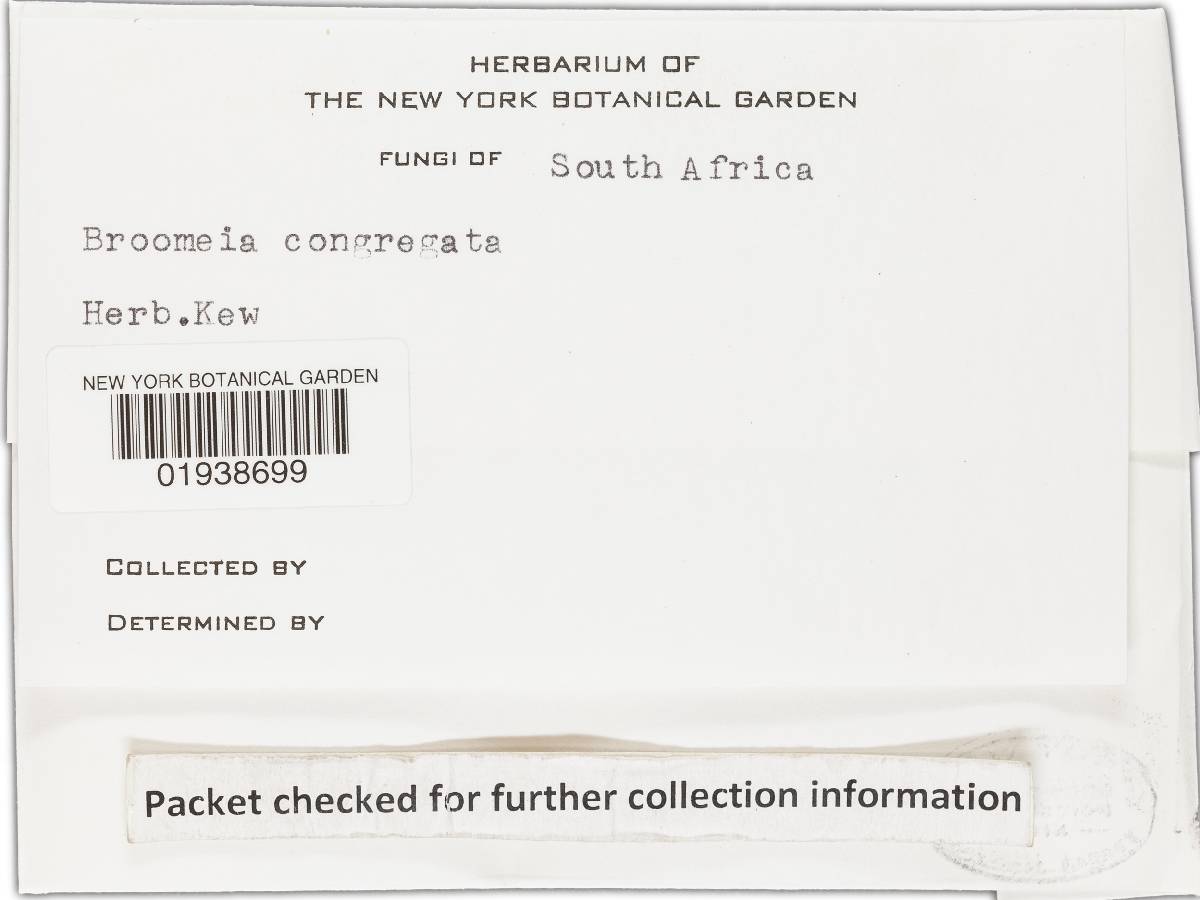 HERBARIUM OF
THE NEW YORK BOTANICAL GARDEN
FUNGI OF South Africa
Broomeia congregata
Herb.Kew
NEW YORK BOTANICAL GARDEN
01938699
COLLECTED BY
DETERMINED BY
Packet checked for further collection information